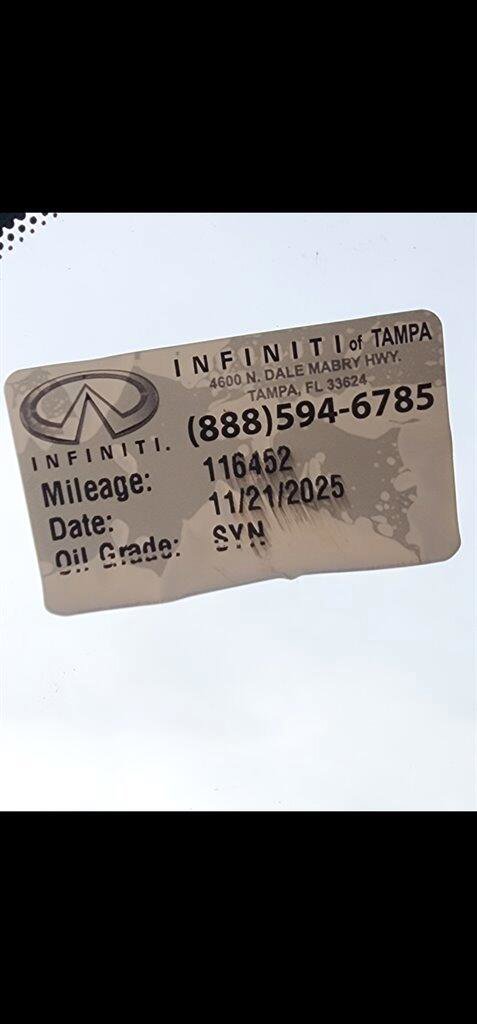 INFINITI of TAMPA
4600 N. DALE MABRY HWY.
TAMPA, FL 33624
(888)594-6785
INFINITI.
Mileage: 116452
Date: 11/21/2025
Oil Grade: SYN